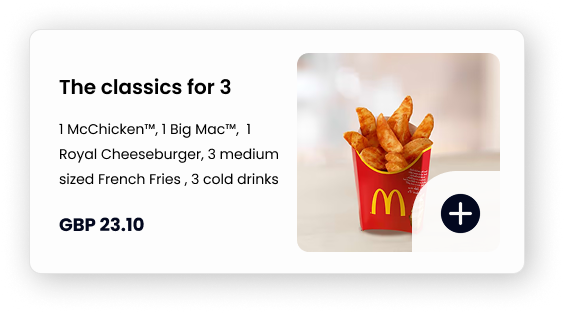 The classics for 3
1 McChicken™, 1 Big Mac™,  1
Royal Cheeseburger, 3 medium
sized French Fries , 3 cold drinks
GBP 23.10